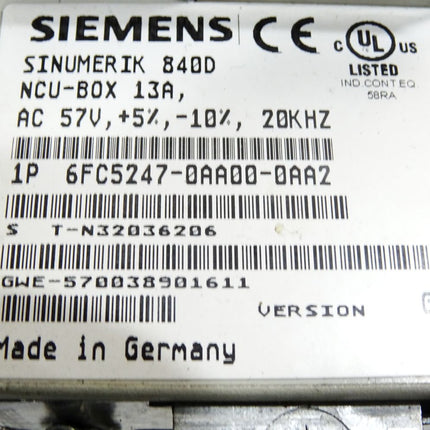 SIEMENS CE c UL US
LISTED
IND.CONT.EQ.
58RA
SINUMERIK 840D
NCU-BOX 13A,
AC 57V,+5%,-10%, 20KHZ
1P 6FC5247-0AA00-0AA2
S T-N32036206
GWE-570038901611
VERSION
Made in Germany